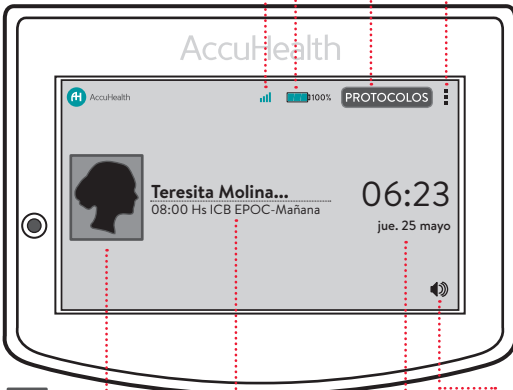 AccuHealth
AccuHealth
100%
PROTOCOLOS
Teresita Molina...
08:00 Hs ICB EPOC-Mañana
06:23
jue. 25 mayo